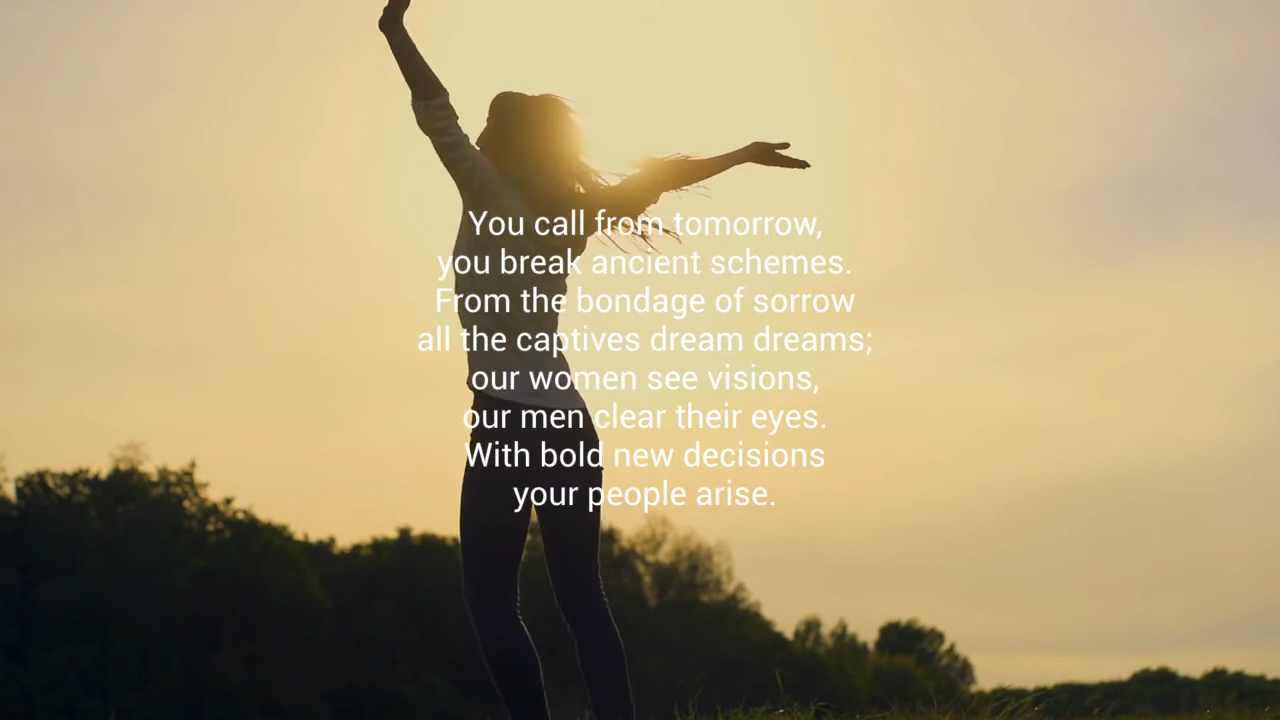 You call from tomorrow,
you break ancient schemes.
From the bondage of sorrow
all the captives dream dreams;
our women see visions,
our men clear their eyes.
With bold new decisions
your people arise.